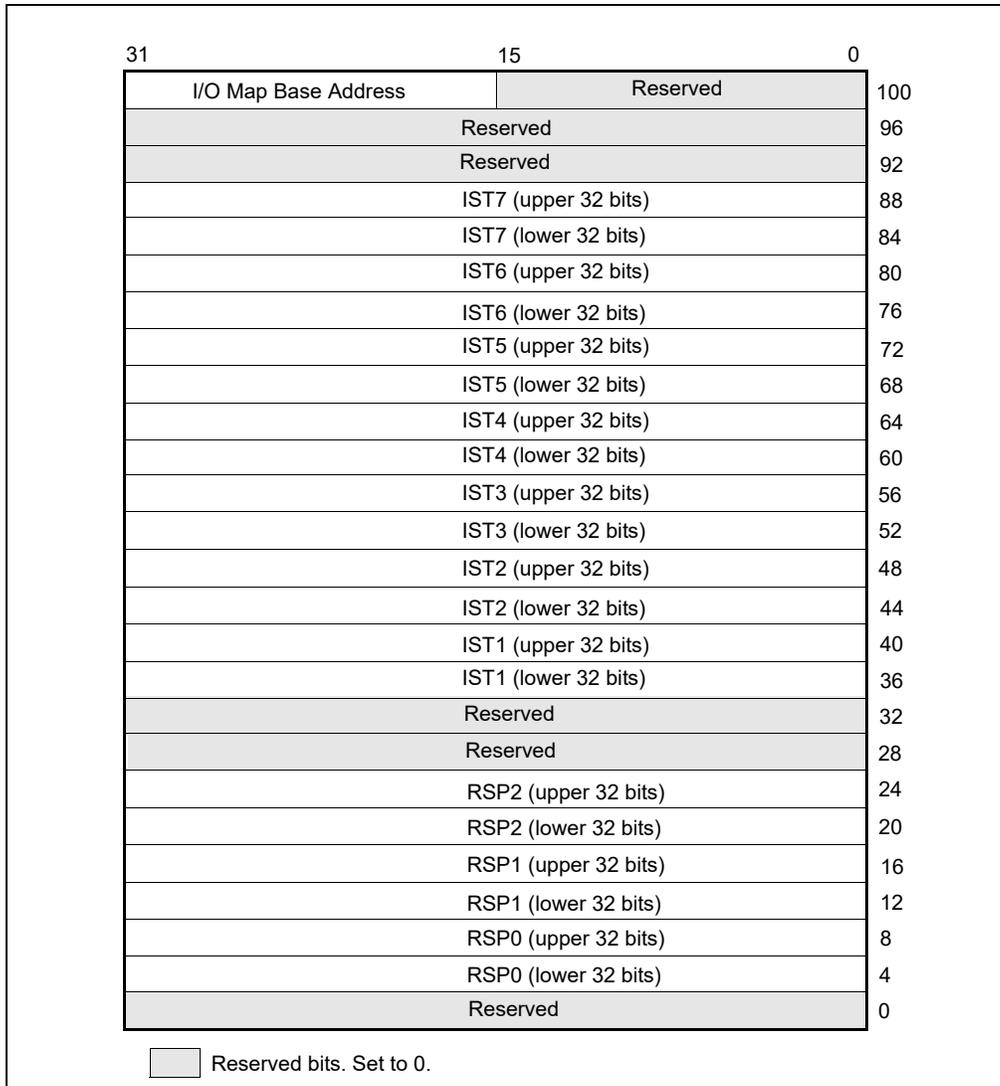 31 15 0
I/O Map Base Address Reserved 100
Reserved 96
Reserved 92
IST7 (upper 32 bits) 88
IST7 (lower 32 bits) 84
IST6 (upper 32 bits) 80
IST6 (lower 32 bits) 76
IST5 (upper 32 bits) 72
IST5 (lower 32 bits) 68
IST4 (upper 32 bits) 64
IST4 (lower 32 bits) 60
IST3 (upper 32 bits) 56
IST3 (lower 32 bits) 52
IST2 (upper 32 bits) 48
IST2 (lower 32 bits) 44
IST1 (upper 32 bits) 40
IST1 (lower 32 bits) 36
Reserved 32
Reserved 28
RSP2 (upper 32 bits) 24
RSP2 (lower 32 bits) 20
RSP1 (upper 32 bits) 16
RSP1 (lower 32 bits) 12
RSP0 (upper 32 bits) 8
RSP0 (lower 32 bits) 4
Reserved 0
Reserved bits. Set to 0.